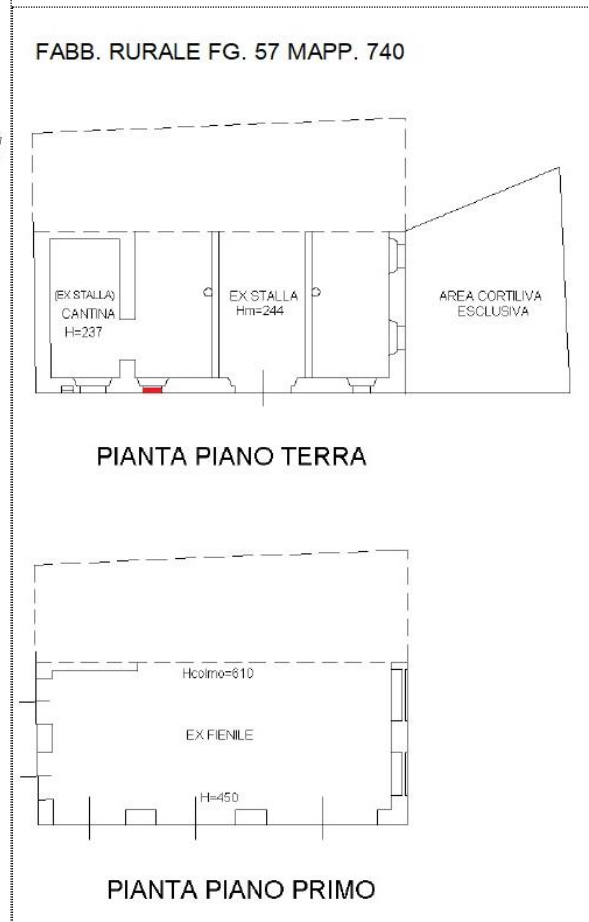 FABB. RURALE FG. 57 MAPP. 740
(EX STALLA)
CANTINA
H=237
EX STALLA
Hm=244
AREA CORTILIVA
ESCLUSIVA
PIANTA PIANO TERRA
Hcolmo=610
EX FIENILE
H=450
PIANTA PIANO PRIMO